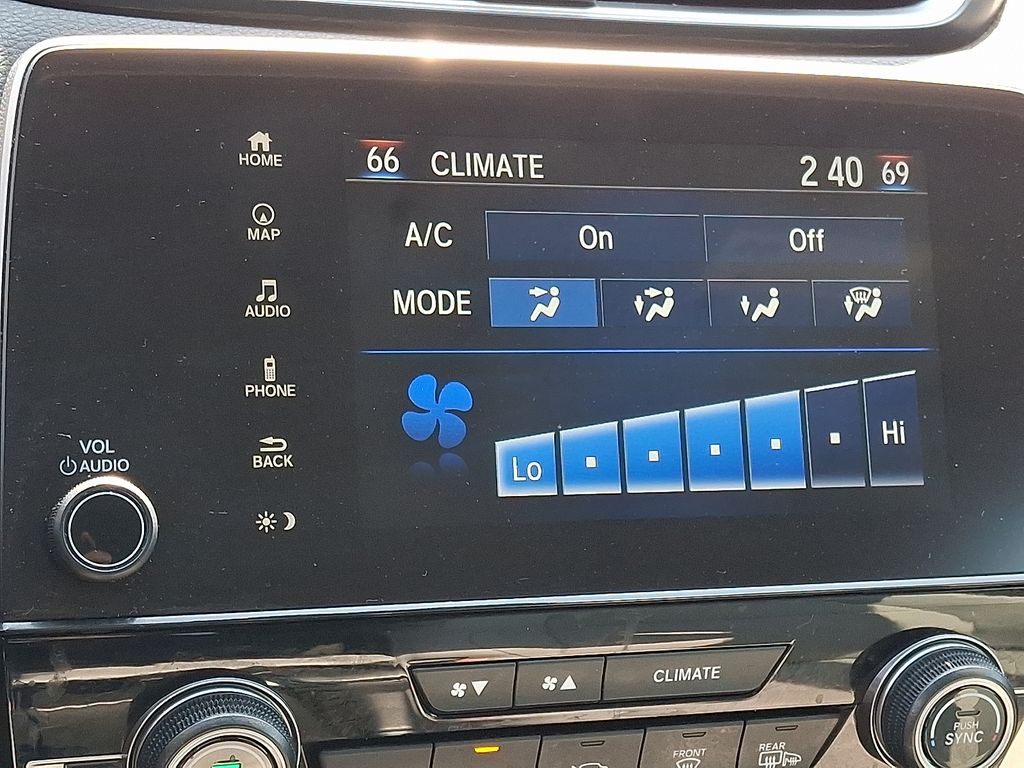 HOME
MAP
AUDIO
PHONE
BACK
VOL
AUDIO
66 CLIMATE 2 40 69
A/C On Off
MODE
Lo Hi
CLIMATE
PUSH
SYNC
FRONT
REAR